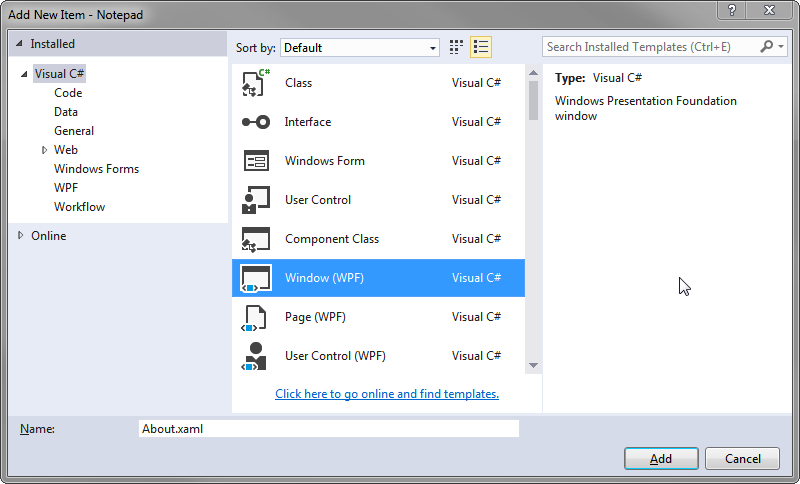 Add New Item - Notepad
Installed
Sort by: Default
Search Installed Templates (Ctrl+E)
Visual C#
Code
Data
General
Web
Windows Forms
WPF
Workflow
Online
C#
Class Visual C#
Interface Visual C#
Windows Form Visual C#
User Control Visual C#
Component Class Visual C#
Window (WPF) Visual C#
Page (WPF) Visual C#
User Control (WPF) Visual C#
Click here to go online and find templates.
Type: Visual C#
Windows Presentation Foundation
window
Name: About.xaml
Add Cancel